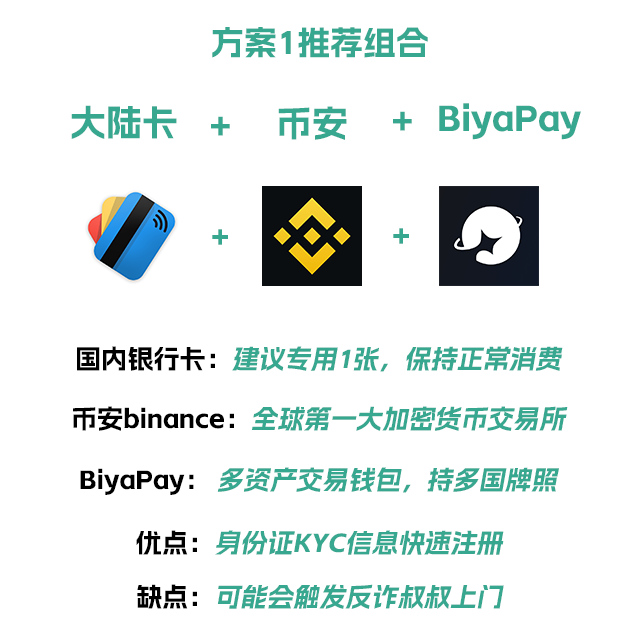 方案1推荐组合
大陆卡 + 币安 + BiyaPay
+ +
国内银行卡：建议专用1张，保持正常消费
币安binance：全球第一大加密货币交易所
BiyaPay：多资产交易钱包，持多国牌照
优点：身份证KYC信息快速注册
缺点：可能会触发反诈叔叔上门